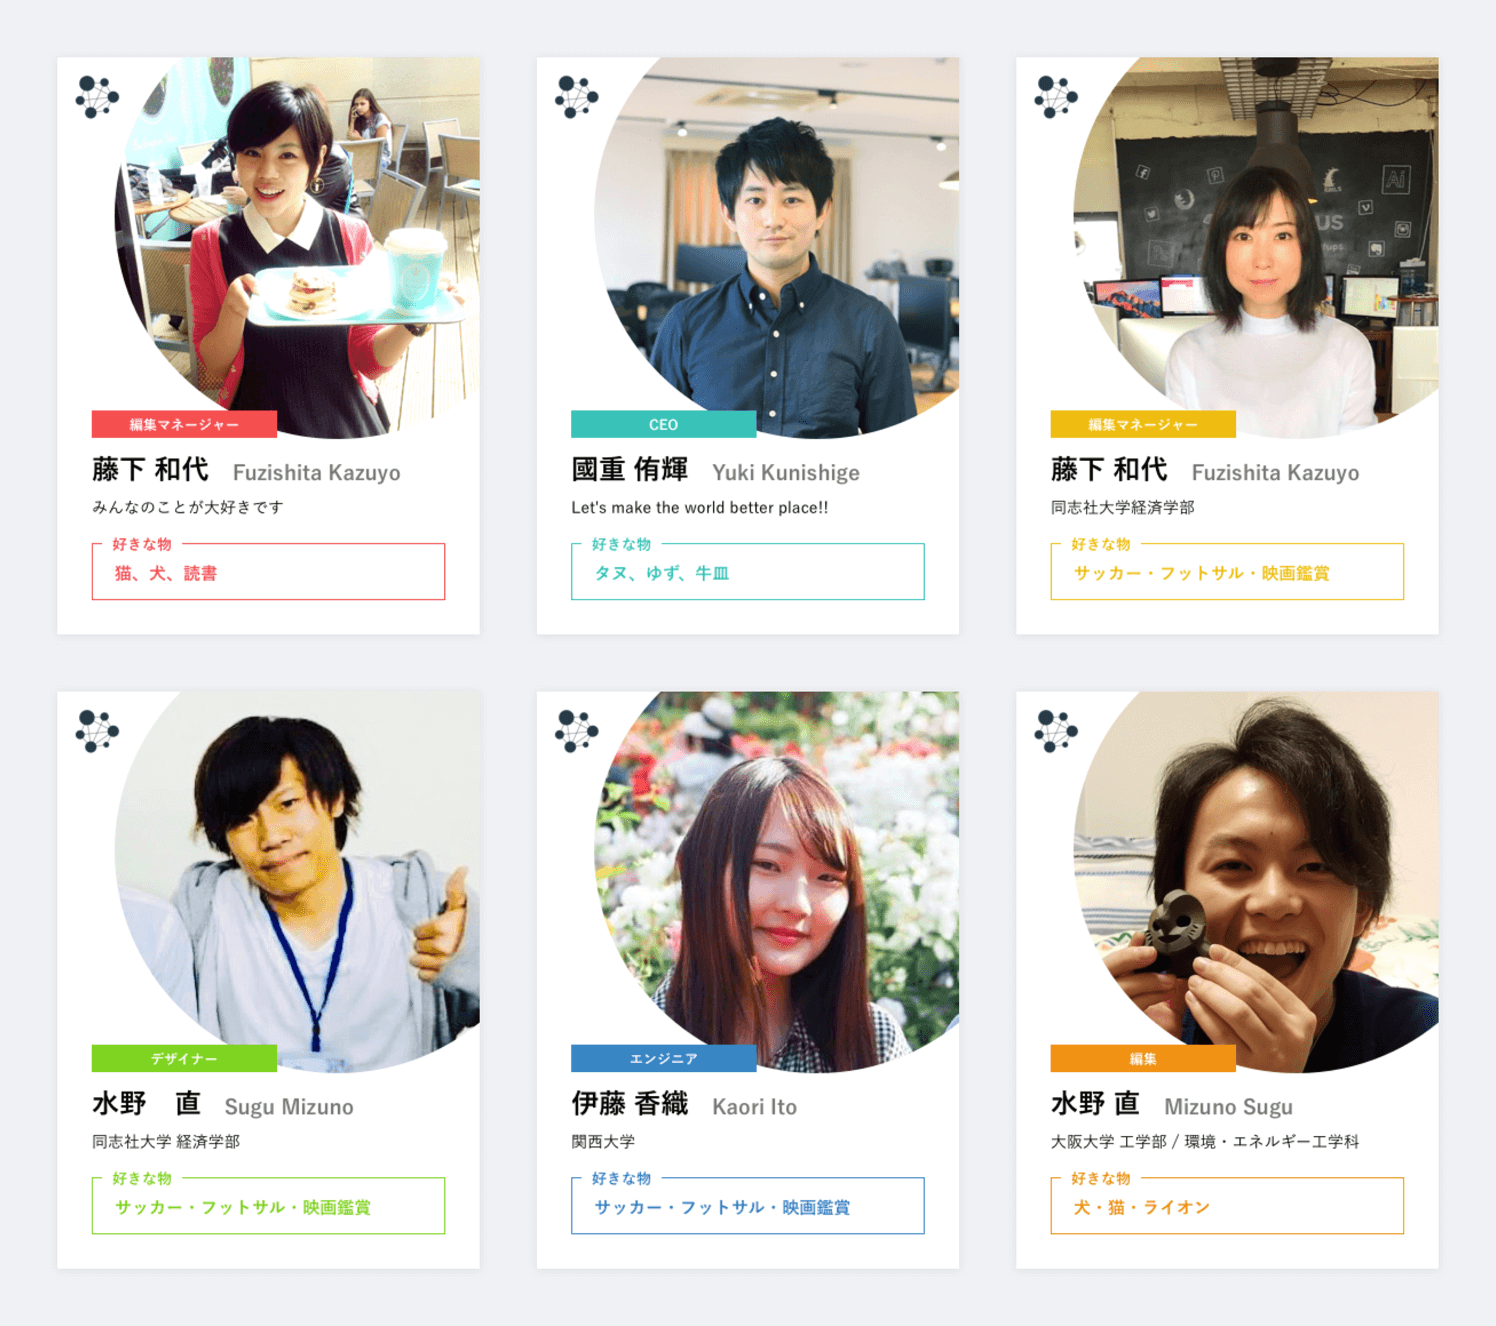 編集マネージャー
藤下 和代 Fuzishita Kazuyo
みんなのことが大好きです
好きな物
猫、犬、読書
CEO
國重 侑輝 Yuki Kunishige
Let's make the world better place!!
好きな物
タヌ、ゆず、牛皿
編集マネージャー
藤下 和代 Fuzishita Kazuyo
同志社大学経済学部
好きな物
サッカー・フットサル・映画鑑賞
デザイナー
水野　直 Sugu Mizuno
同志社大学 経済学部
好きな物
サッカー・フットサル・映画鑑賞
エンジニア
伊藤 香織 Kaori Ito
関西大学
好きな物
サッカー・フットサル・映画鑑賞
編集
水野 直 Mizuno Sugu
大阪大学 工学部 / 環境・エネルギー工学科
好きな物
犬・猫・ライオン